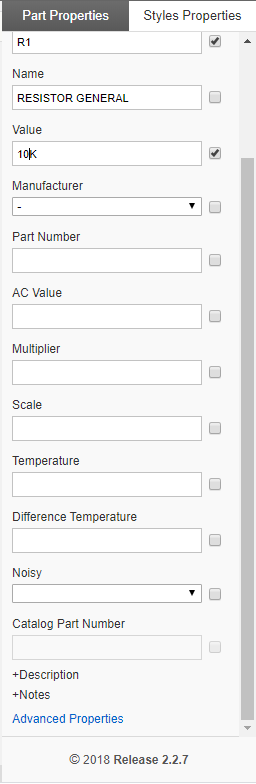 Part Properties Styles Properties
R1
Name
RESISTOR GENERAL
Value
10K
Manufacturer
-
Part Number
AC Value
Multiplier
Scale
Temperature
Difference Temperature
Noisy
Catalog Part Number
+Description
+Notes
Advanced Properties
© 2018 Release 2.2.7